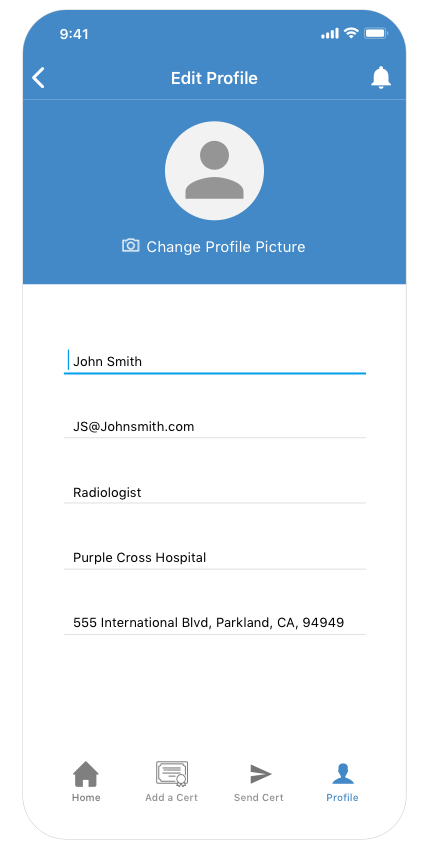 9:41
Edit Profile
Change Profile Picture
John Smith
JS@Johnsmith.com
Radiologist
Purple Cross Hospital
555 International Blvd, Parkland, CA, 94949
Home
Add a Cert
Send Cert
Profile